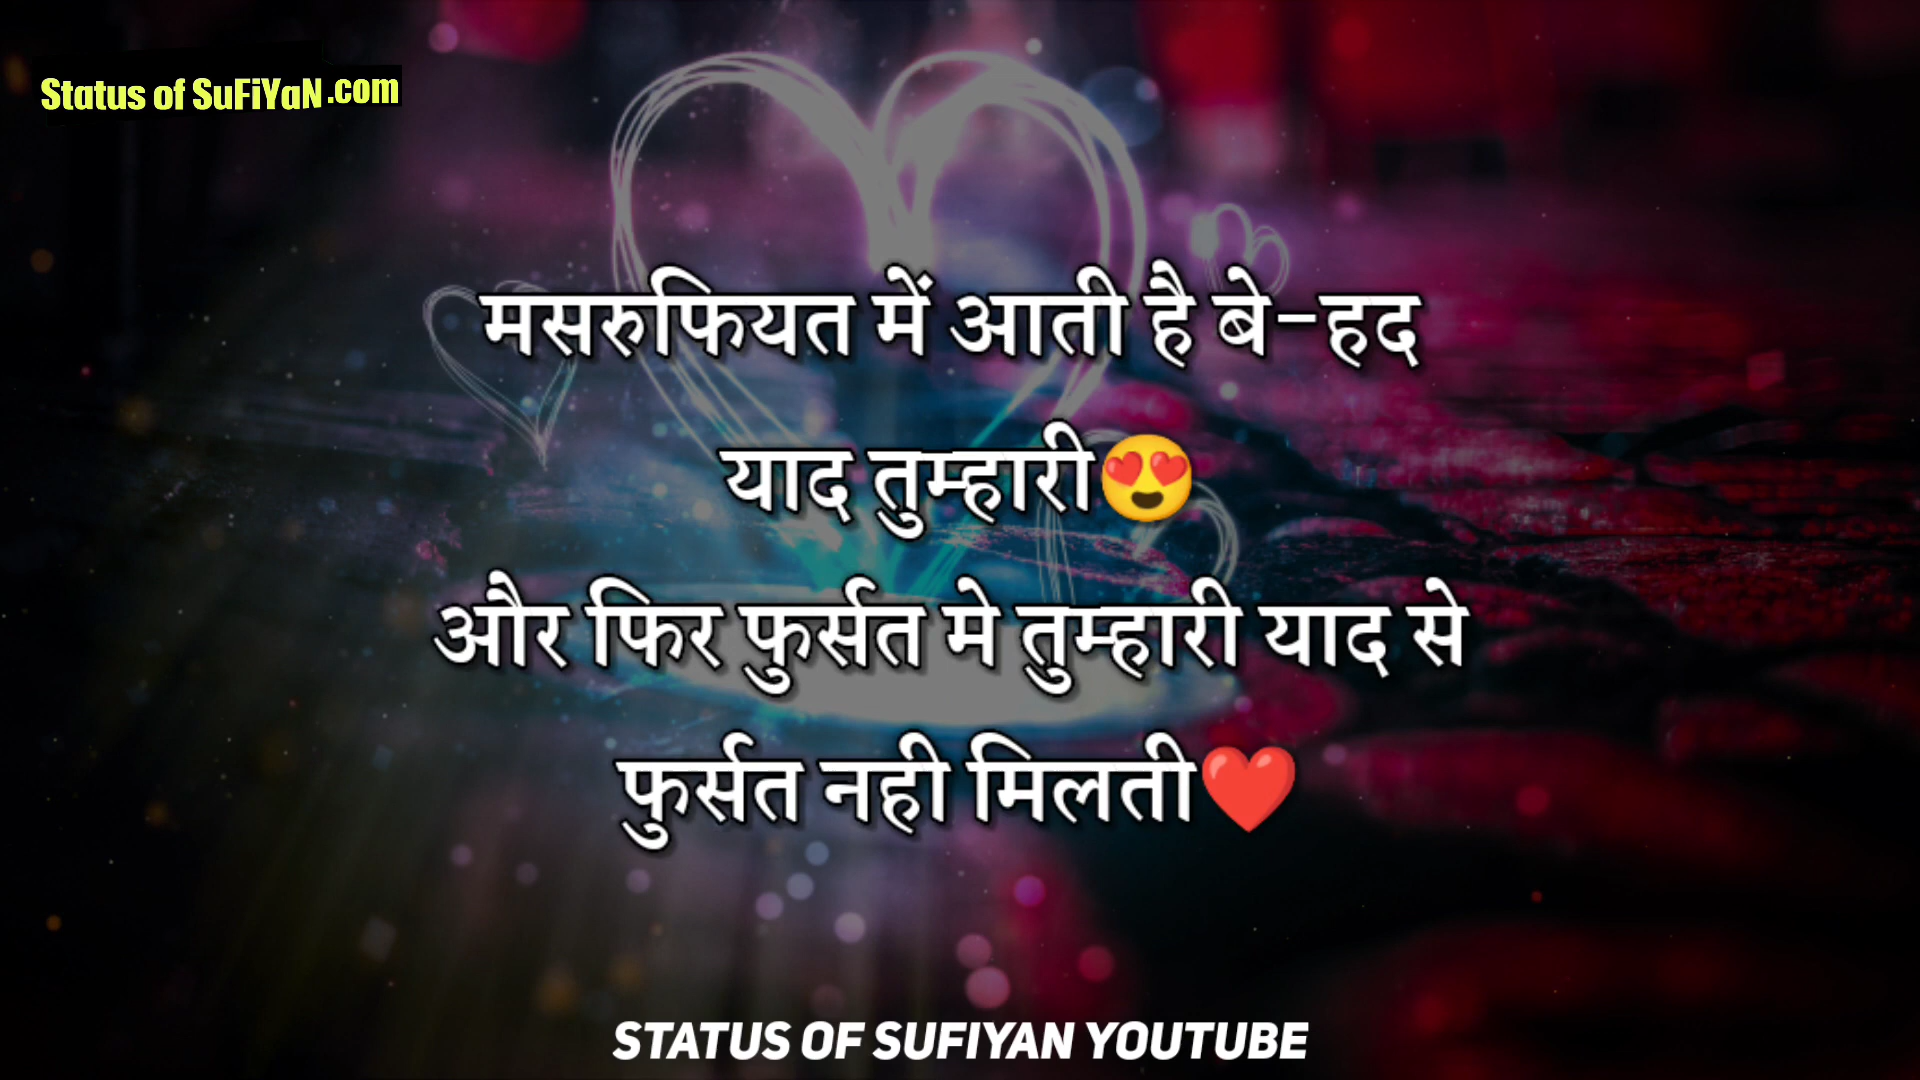 Status of SuFiYaN.com
मसरुफियत में आती है बे-हद
याद तुम्हारी😍
और फिर फुर्सत मे तुम्हारी याद से
फुर्सत नही मिलती❤️
STATUS OF SUFIYAN YOUTUBE